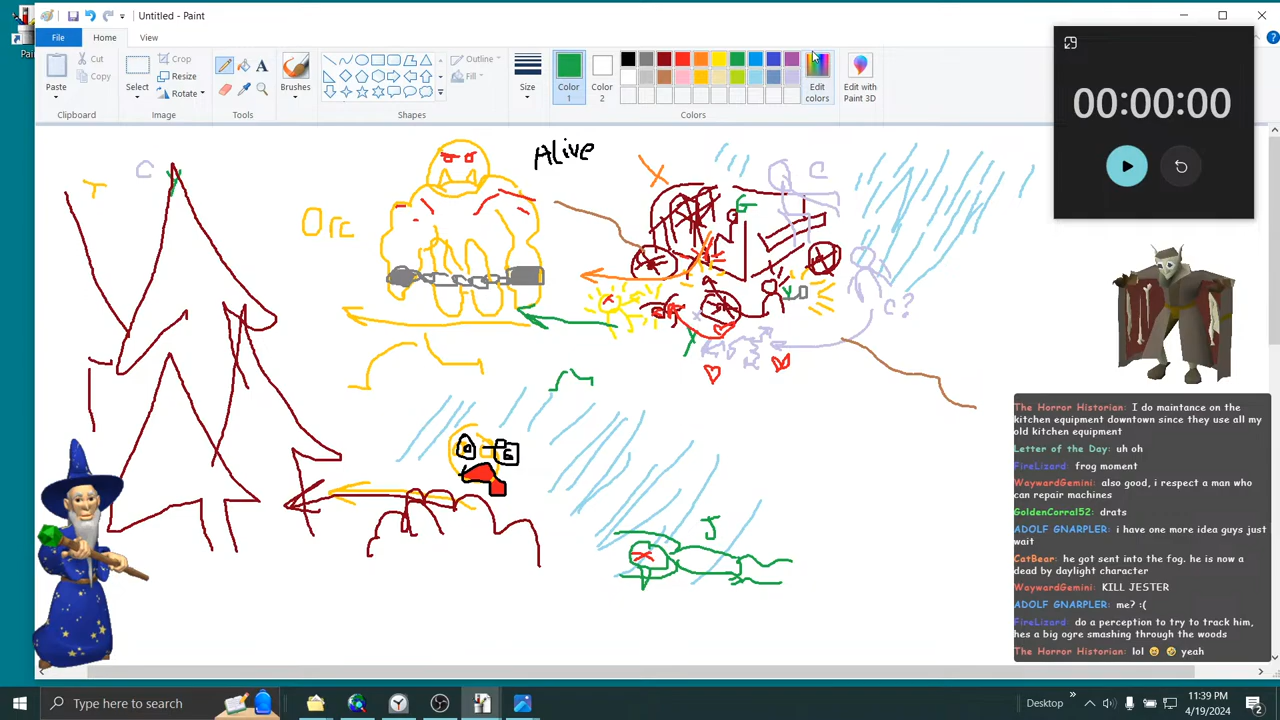 Untitled - Paint
File
Home
View
Paste
Cut
Copy
Clipboard
Select
Crop
Resize
Rotate
Image
Tools
Brushes
Shapes
Outline
Fill
Size
Color 1
Color 2
Edit colors
Edit with Paint 3D
Colors
00:00:00
Pain
Alive
T
C
Orc
X
G
C
C?
J
The Horror Historian: I do maintance on the
kitchen equipment downtown since they use all my
old kitchen equipment
Letter of the Day: uh oh
FireLizard: frog moment
WaywardGemini: also good, i respect a man who
can repair machines
GoldenCorral52: drats
ADOLF GNARPLER: i have one more idea guys just
wait
CatBear: he got sent into the fog. he is now a
dead by daylight character
WaywardGemini: KILL JESTER
ADOLF GNARPLER: me? :(
FireLizard: do a perception to try to track him,
hes a big ogre smashing through the woods
The Horror Historian: lol 😀 🤣 yeah
Type here to search
Desktop
11:39 PM
4/19/2024
2